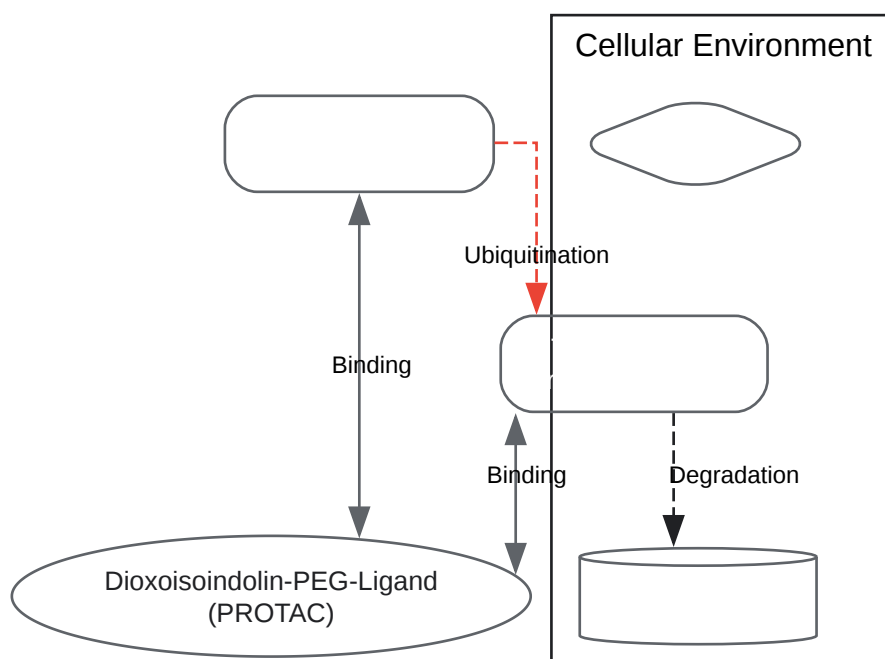 Cellular Environment
Ubiquitination
Binding
Binding
Degradation
Dioxoisoindolin-PEG-Ligand
(PROTAC)